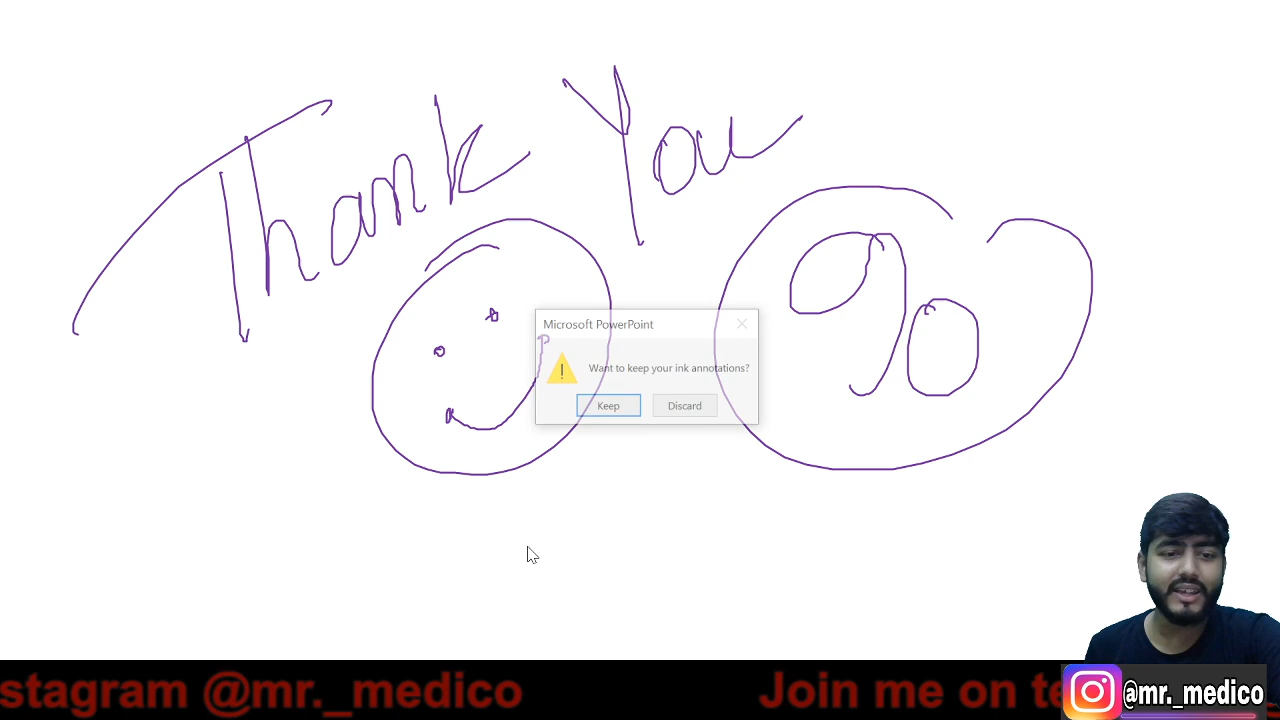 Thank You
90
Microsoft PowerPoint
Want to keep your ink annotations?
Keep
Discard
stagram @mr._medico
Join me on te
@mr._medico